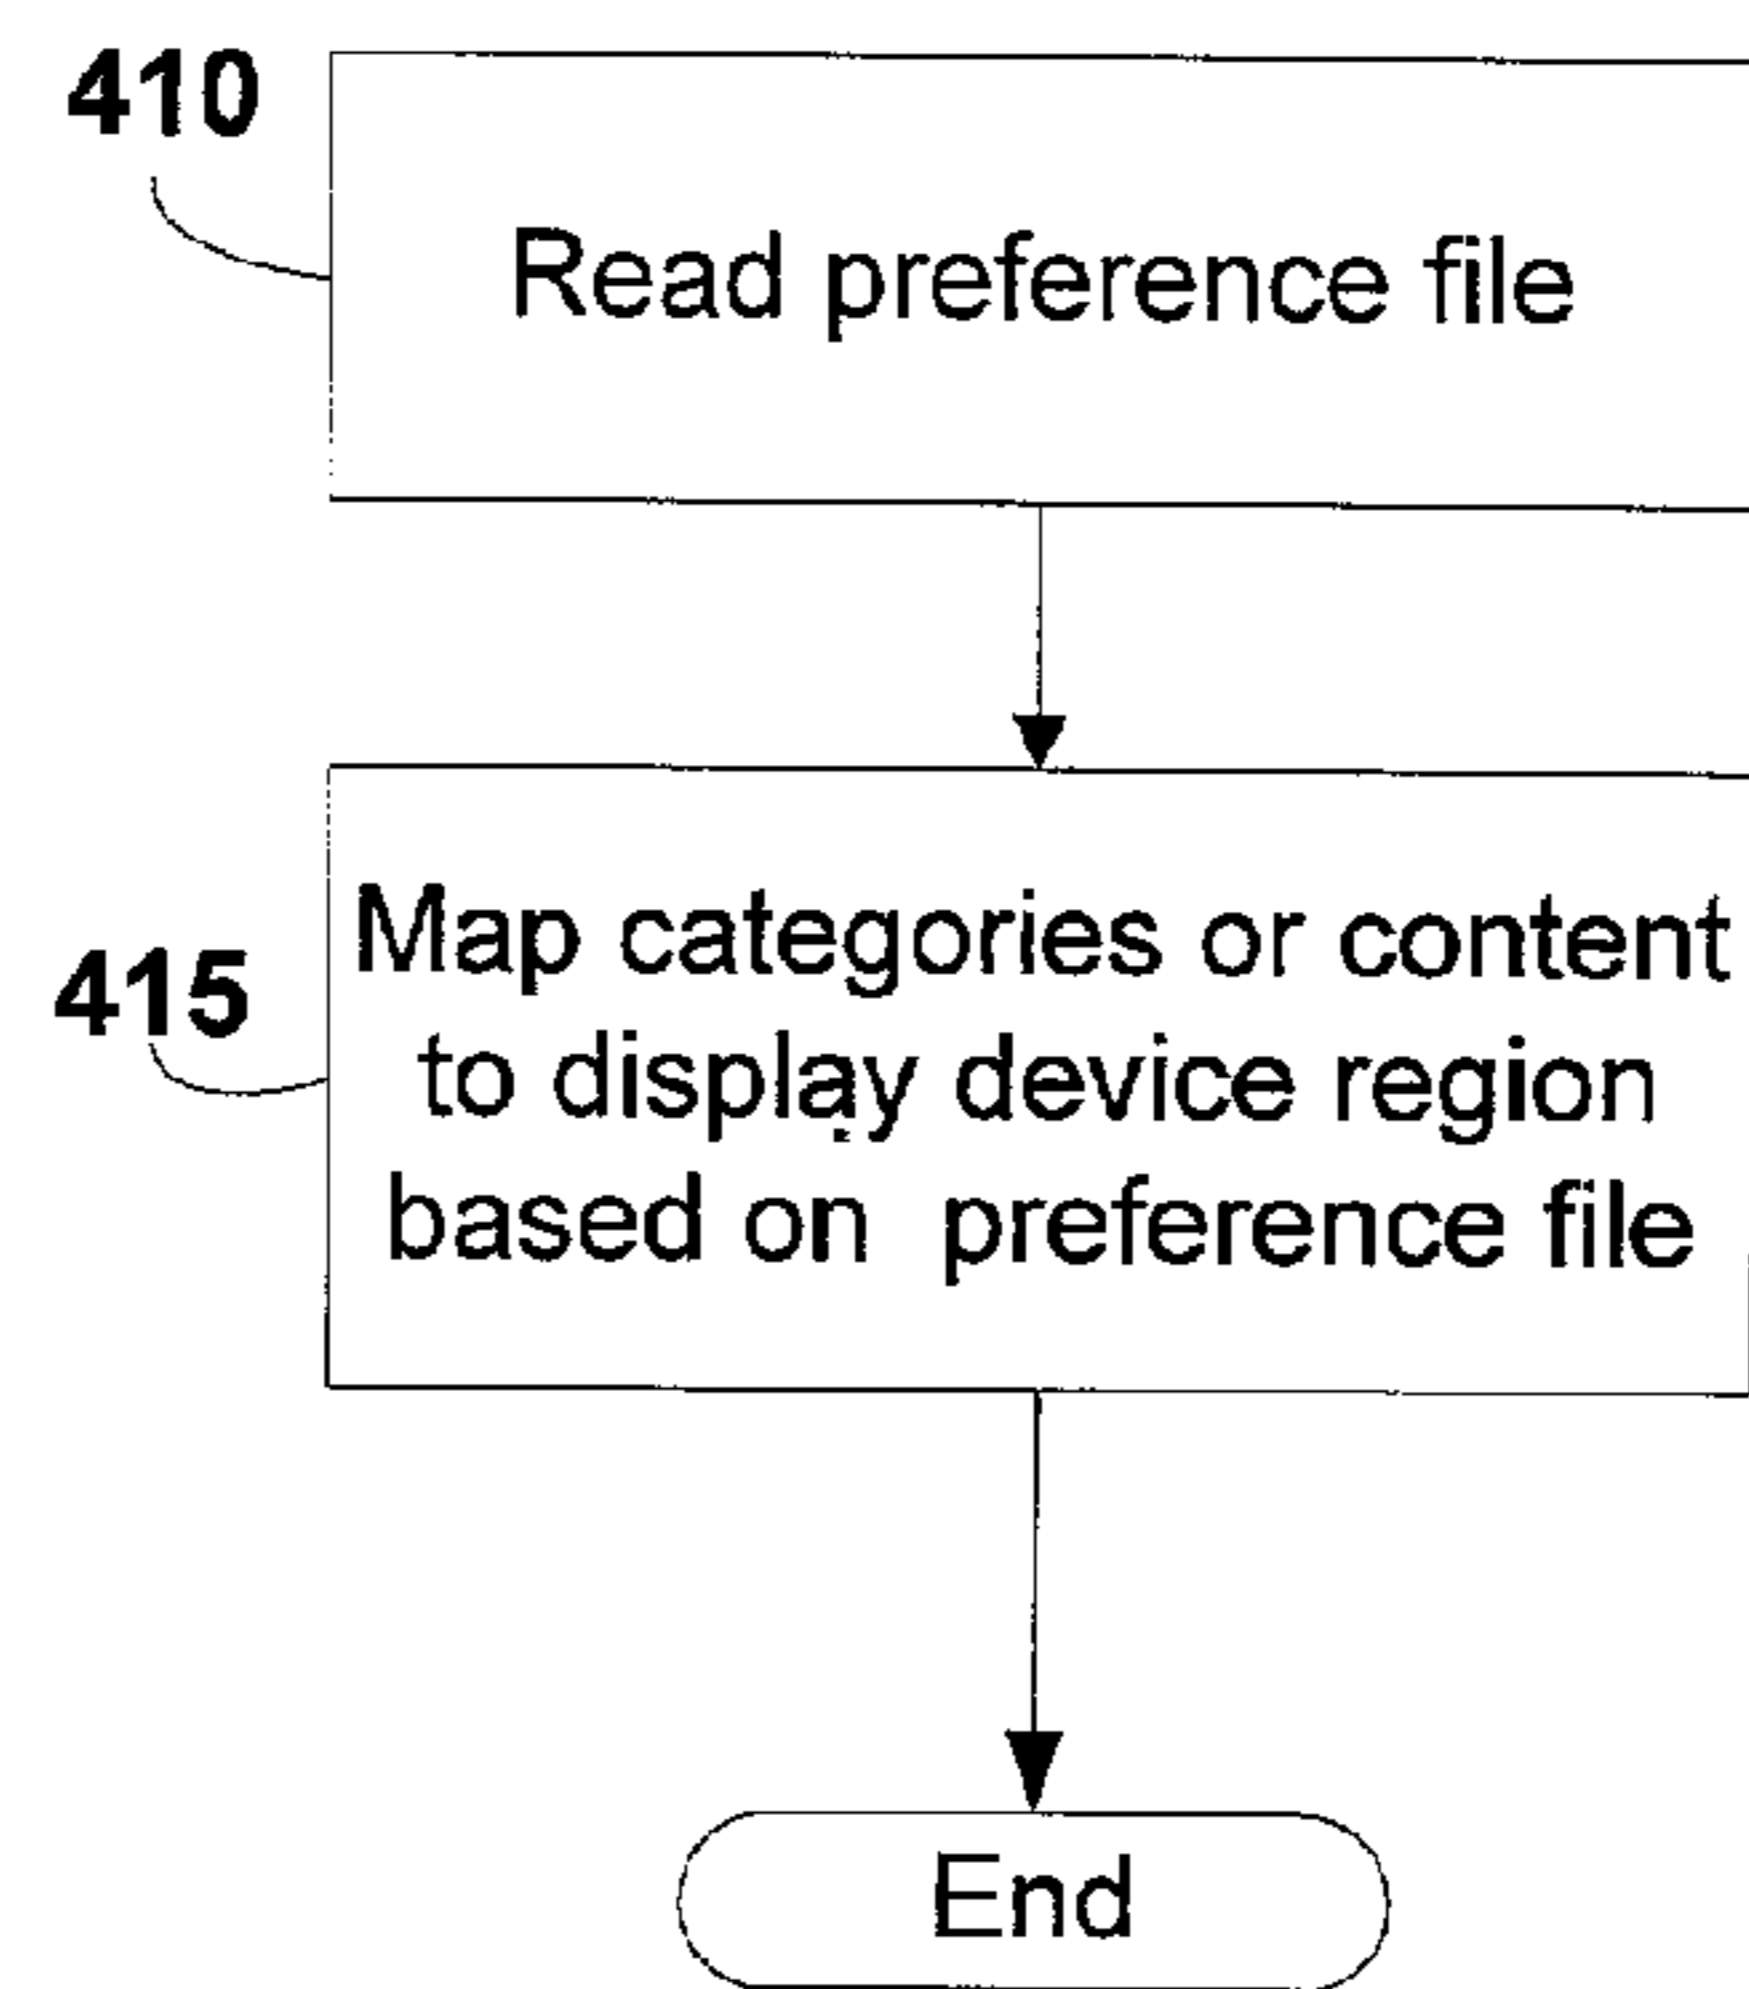 410
Read preference file
Map categories or content
415
to display device region
based on preference file
End